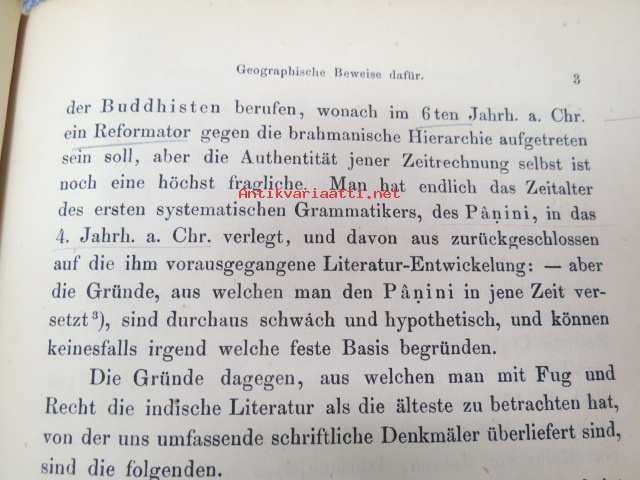 Geographische Beweise dafür. 3
der Buddhisten berufen, wonach im 6ten Jahrh. a. Chr.
ein Reformator gegen die brahmanische Hierarchie aufgetreten
sein soll, aber die Authentität jener Zeitrechnung selbst ist
noch eine höchst fragliche. Man hat endlich das Zeitalter
Antikvariaatti.net
des ersten systematischen Grammatikers, des Pâṇini, in das
4. Jahrh. a. Chr. verlegt, und davon aus zurückgeschlossen
auf die ihm vorausgegangene Literatur-Entwickelung: — aber
die Gründe, aus welchen man den Pâṇini in jene Zeit ver-
setzt³), sind durchaus schwach und hypothetisch, und können
keinesfalls irgend welche feste Basis begründen.
Die Gründe dagegen, aus welchen man mit Fug und
Recht die indische Literatur als die älteste zu betrachten hat,
von der uns umfassende schriftliche Denkmäler überliefert sind,
sind die folgenden.